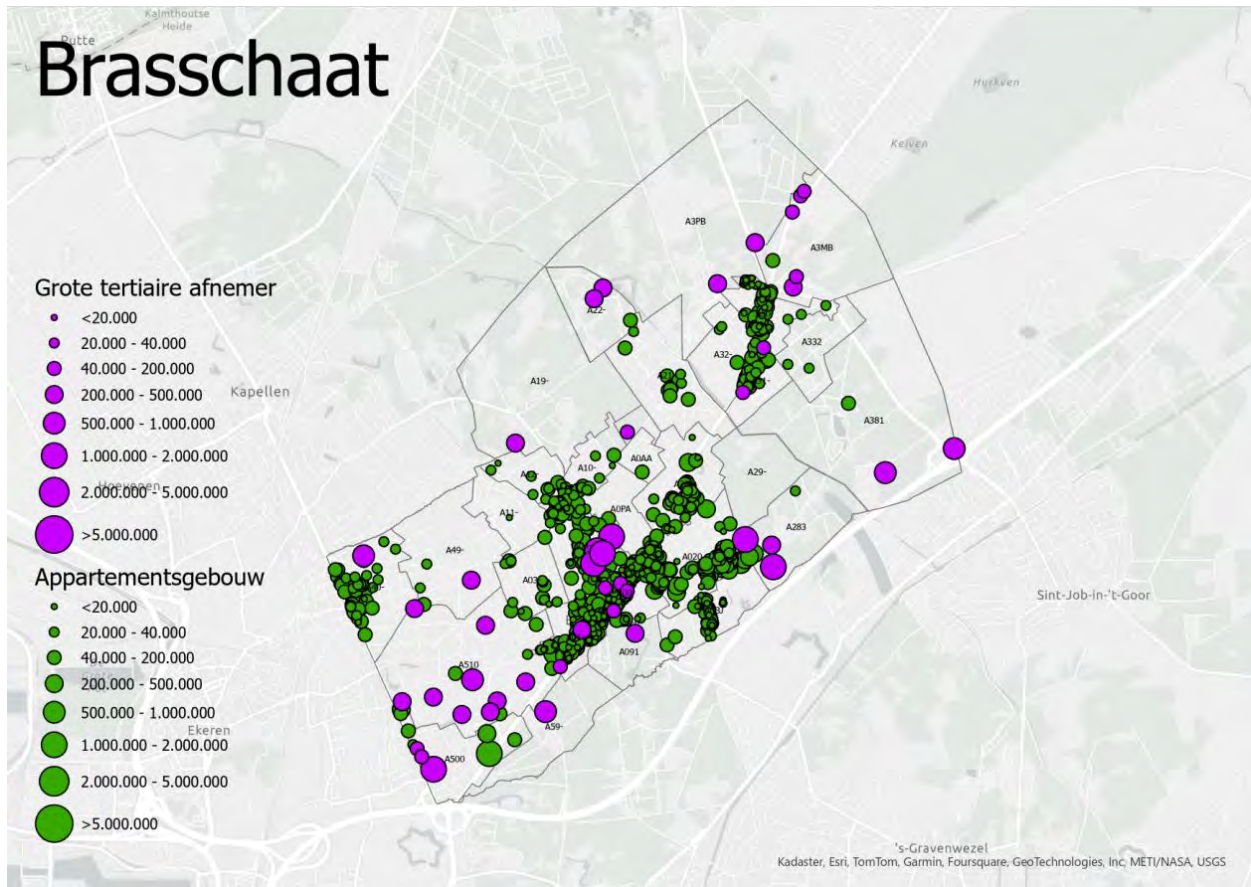 Kalmthoutse
Heide
Putte
Brasschaat
Hurkven
Kelven
A3PB
A3MB
Grote tertiaire afnemer
<20.000
20.000 - 40.000
40.000 - 200.000
200.000 - 500.000
500.000 - 1.000.000
1.000.000 - 2.000.000
2.000.000 - 5.000.000
>5.000.000
Kapellen
Hoevenen
A22-
A332
A32-
A19-
A381
A0AA
A10-
A29-
A11-
A0PA
A283
A49-
A020
A091
A510
A59-
A500
Appartementsgebouw
<20.000
20.000 - 40.000
40.000 - 200.000
200.000 - 500.000
500.000 - 1.000.000
1.000.000 - 2.000.000
2.000.000 - 5.000.000
>5.000.000
Ekeren
Sint-Job-in-'t-Goor
's-Gravenwezel
Kadaster, Esri, TomTom, Garmin, Foursquare, GeoTechnologies, Inc, METI/NASA, USGS